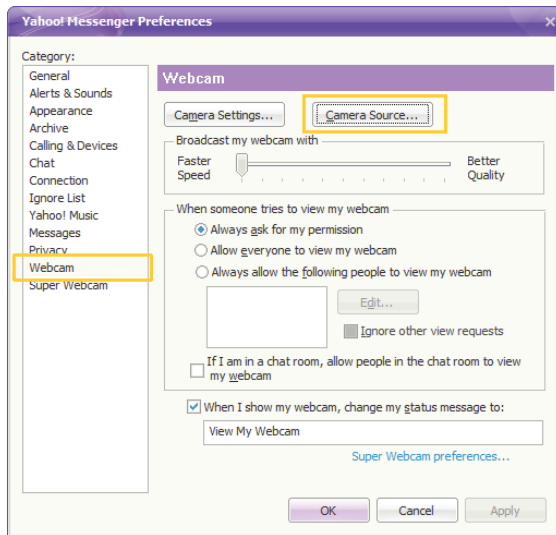 Yahoo! Messenger Preferences
Category:
General
Alerts & Sounds
Appearance
Archive
Calling & Devices
Chat
Connection
Ignore List
Yahoo! Music
Messages
Privacy
Webcam
Super Webcam
Webcam
Camera Settings...
Camera Source...
Broadcast my webcam with
Faster
Speed
Better
Quality
When someone tries to view my webcam
Always ask for my permission
Allow everyone to view my webcam
Always allow the following people to view my webcam
Edit...
Ignore other view requests
If I am in a chat room, allow people in the chat room to view
my webcam
When I show my webcam, change my status message to:
View My Webcam
Super Webcam preferences...
OK
Cancel
Apply